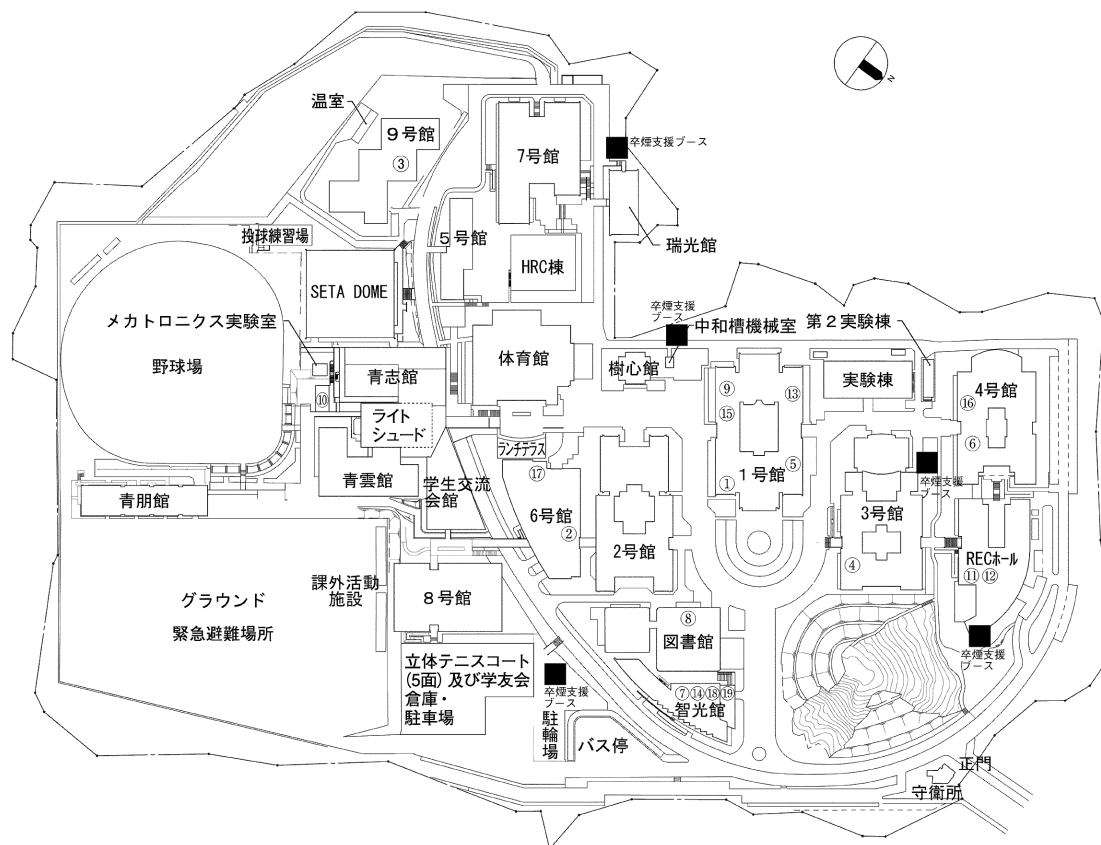 N
温室
9号館
③
7号館
卒煙支援ブース
瑞光館
5号館
HRC棟
投球練習場
SETA DOME
メカトロニクス実験室
野球場
体育館
卒煙支援
ブース
中和槽機械室
第2実験棟
樹心館
実験棟
4号館
⑯
⑥
青志館
⑩
ライト
シュード
⑨
⑮
⑬
1号館
⑤
①
ランチテラス
⑰
青雲館
学生交流
会館
青朋館
6号館
②
2号館
3号館
④
卒煙支援
ブース
RECホール
⑪⑫
卒煙支援
ブース
課外活動
施設
8号館
グラウンド
緊急避難場所
⑧
図書館
立体テニスコート
(5面)及び学友会
倉庫・
駐車場
卒煙支援
ブース
駐輪場
バス停
⑦⑭⑱⑲
智光館
正門
守衛所